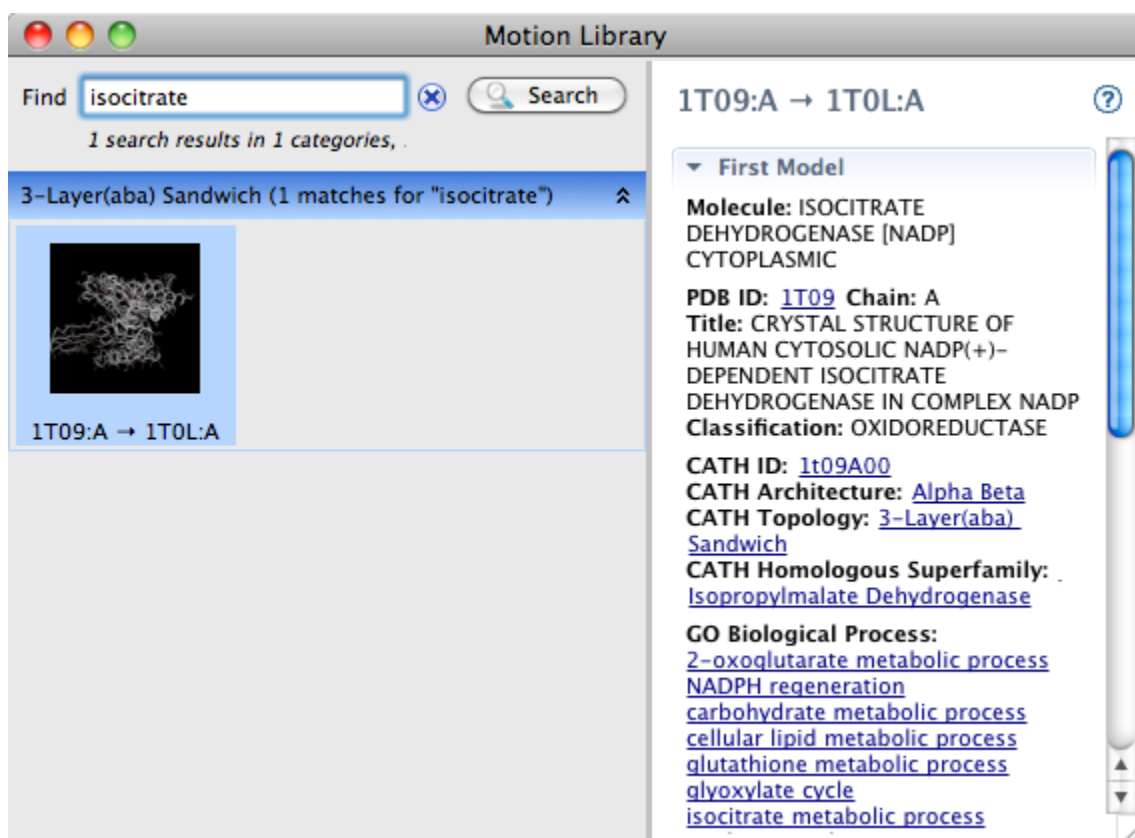 Motion Library
Find isocitrate Search
1 search results in 1 categories, .
3-Layer(aba) Sandwich (1 matches for "isocitrate")
1T09:A → 1T0L:A
1T09:A → 1T0L:A
First Model
Molecule: ISOCITRATE
DEHYDROGENASE [NADP]
CYTOPLASMIC
PDB ID: 1T09 Chain: A
Title: CRYSTAL STRUCTURE OF
HUMAN CYTOSOLIC NADP(+)-
DEPENDENT ISOCITRATE
DEHYDROGENASE IN COMPLEX NADP
Classification: OXIDOREDUCTASE
CATH ID: 1t09A00
CATH Architecture: Alpha Beta
CATH Topology: 3-Layer(aba)
Sandwich
CATH Homologous Superfamily:
Isopropylmalate Dehydrogenase
GO Biological Process:
2-oxoglutarate metabolic process
NADPH regeneration
carbohydrate metabolic process
cellular lipid metabolic process
glutathione metabolic process
glyoxylate cycle
isocitrate metabolic process